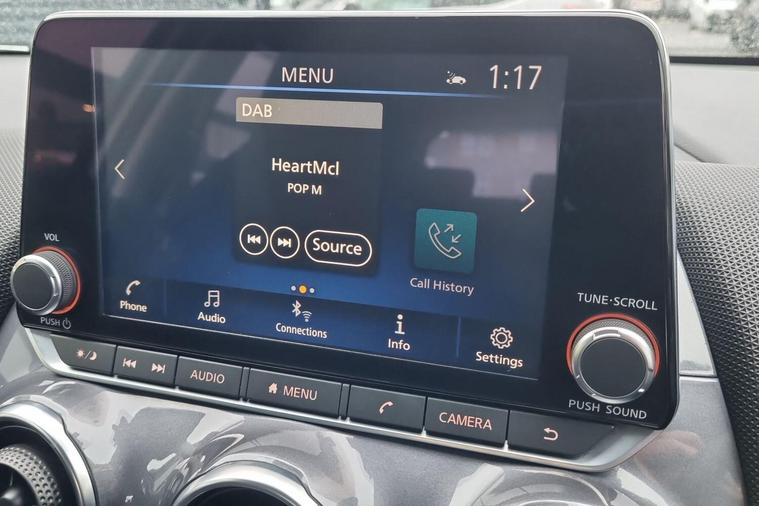 MENU
1:17
DAB
HeartMcl
POP M
Source
Call History
VOL
PUSH
Phone
Audio
Connections
Info
Settings
TUNE·SCROLL
PUSH SOUND
AUDIO
MENU
CAMERA